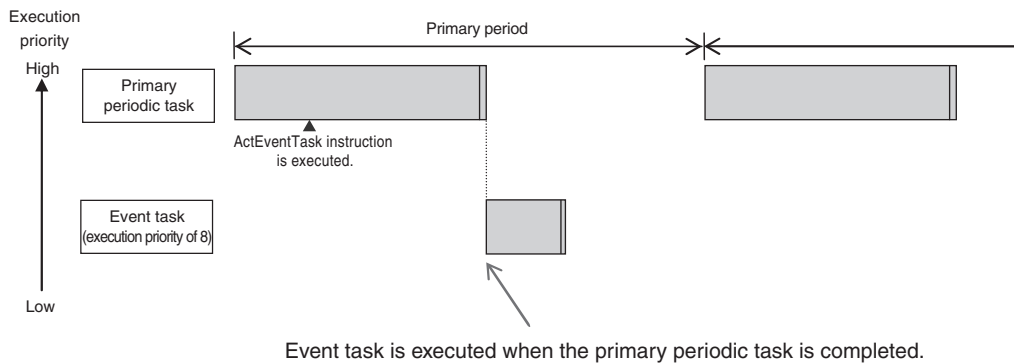 Execution
priority
High
Primary period
Primary
periodic task
ActEventTask instruction
is executed.
Event task
(execution priority of 8)
Low
Event task is executed when the primary periodic task is completed.